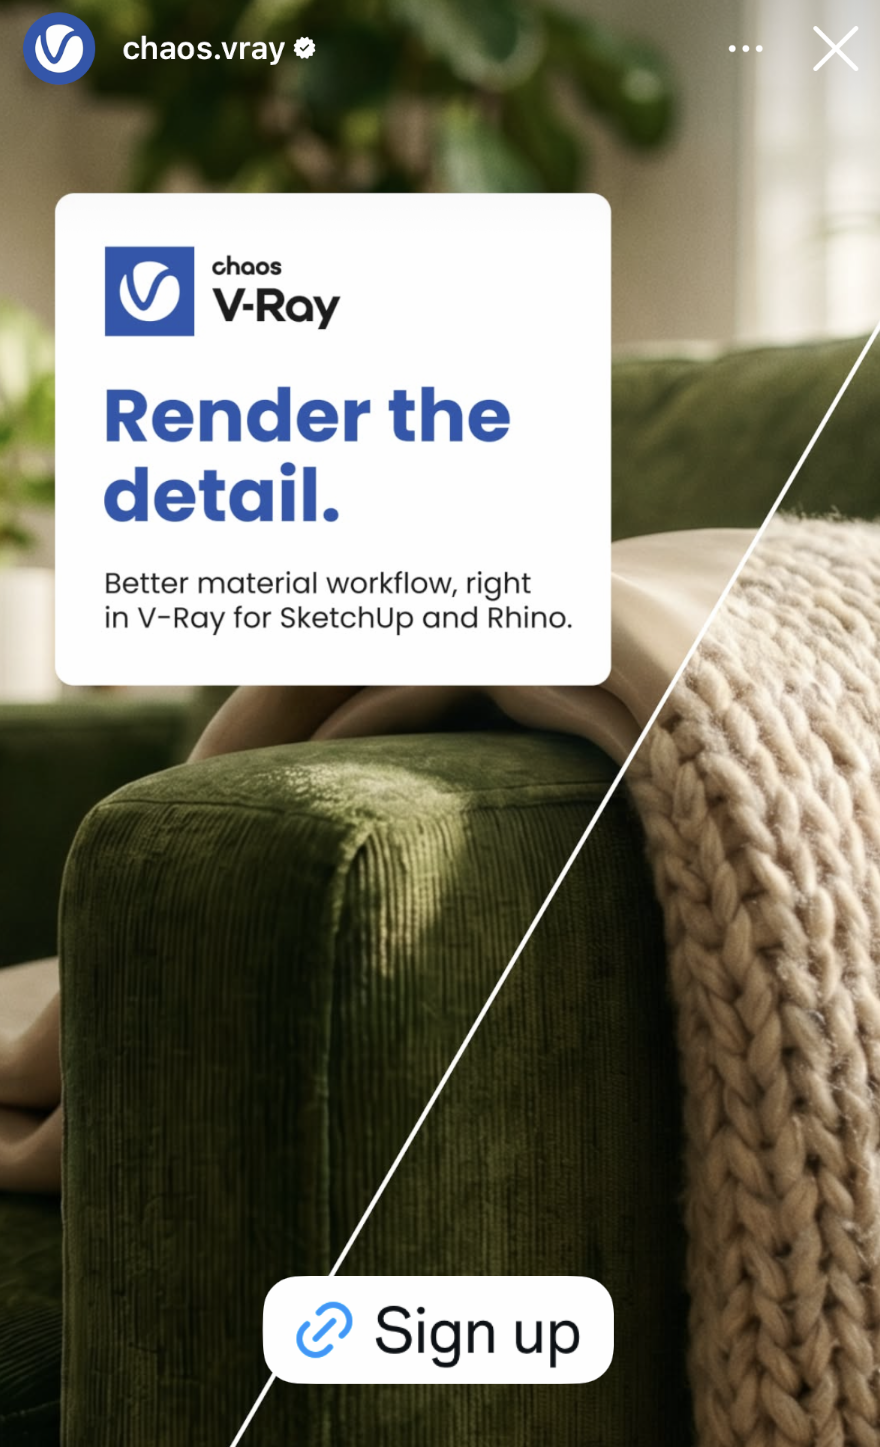 chaos.vray
chaos
V-Ray
Render the
detail.
Better material workflow, right
in V-Ray for SketchUp and Rhino.
Sign up